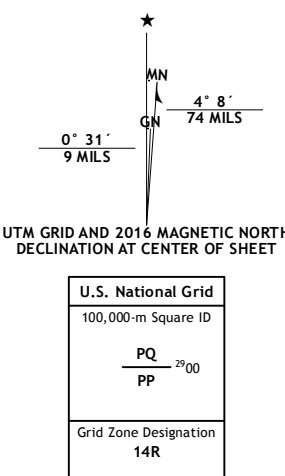 ★
MN
4° 8´
74 MILS
GN
0° 31´
9 MILS
UTM GRID AND 2016 MAGNETIC NORTH
DECLINATION AT CENTER OF SHEET
U.S. National Grid
100,000-m Square ID
PQ
2900
PP
Grid Zone Designation
14R